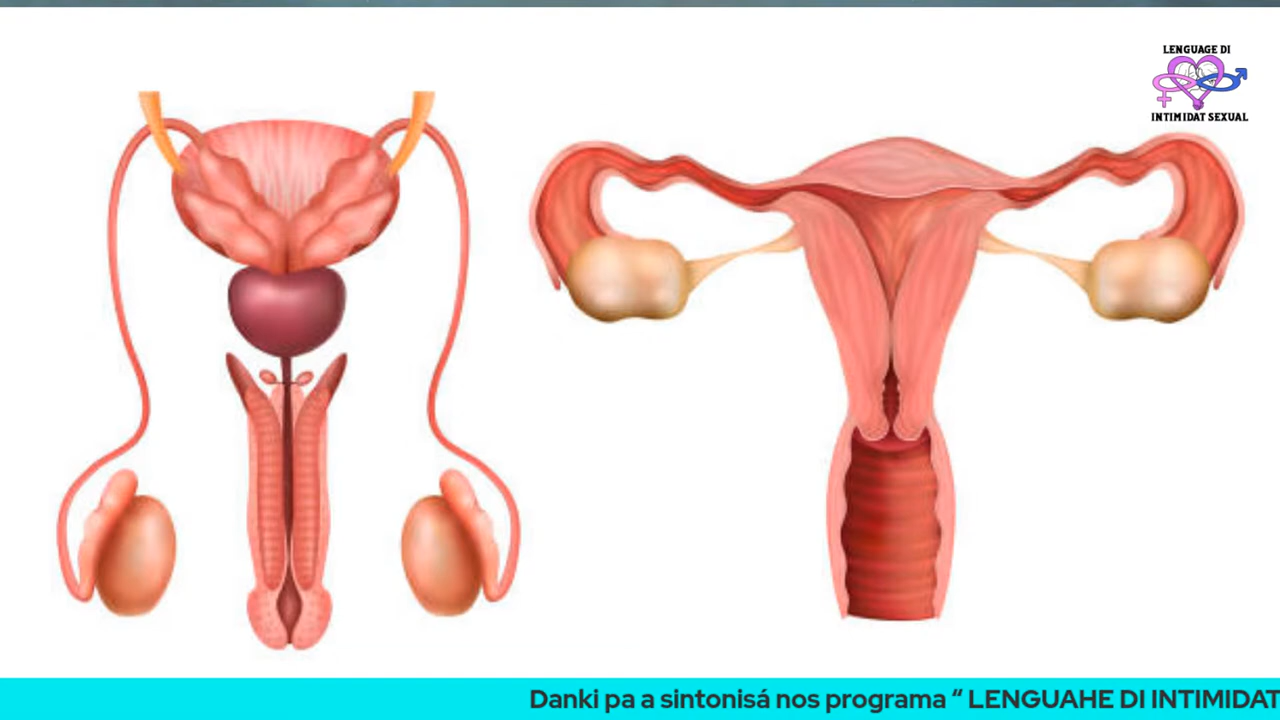 LENGUAGE DI
INTIMIDAT SEXUAL
Danki pa a sintonisá nos programa “ LENGUAHE DI INTIMIDAT